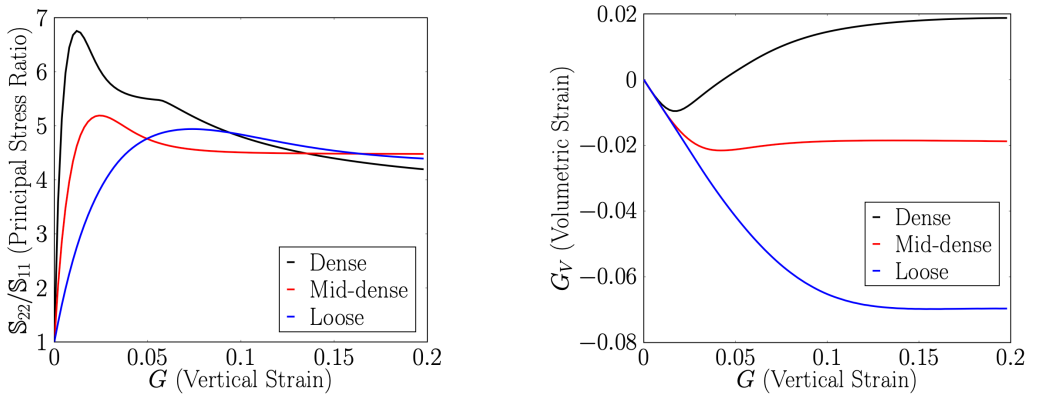 7
6
5
4
3
2
1
𝕊₂₂/𝕊₁₁ (Principal Stress Ratio)
Dense
Mid-dense
Loose
0 0.05 0.1 0.15 0.2
G (Vertical Strain)
0.02
0
−0.02
−0.04
−0.06
−0.08
G_V (Volumetric Strain)
Dense
Mid-dense
Loose
0 0.05 0.1 0.15 0.2
G (Vertical Strain)